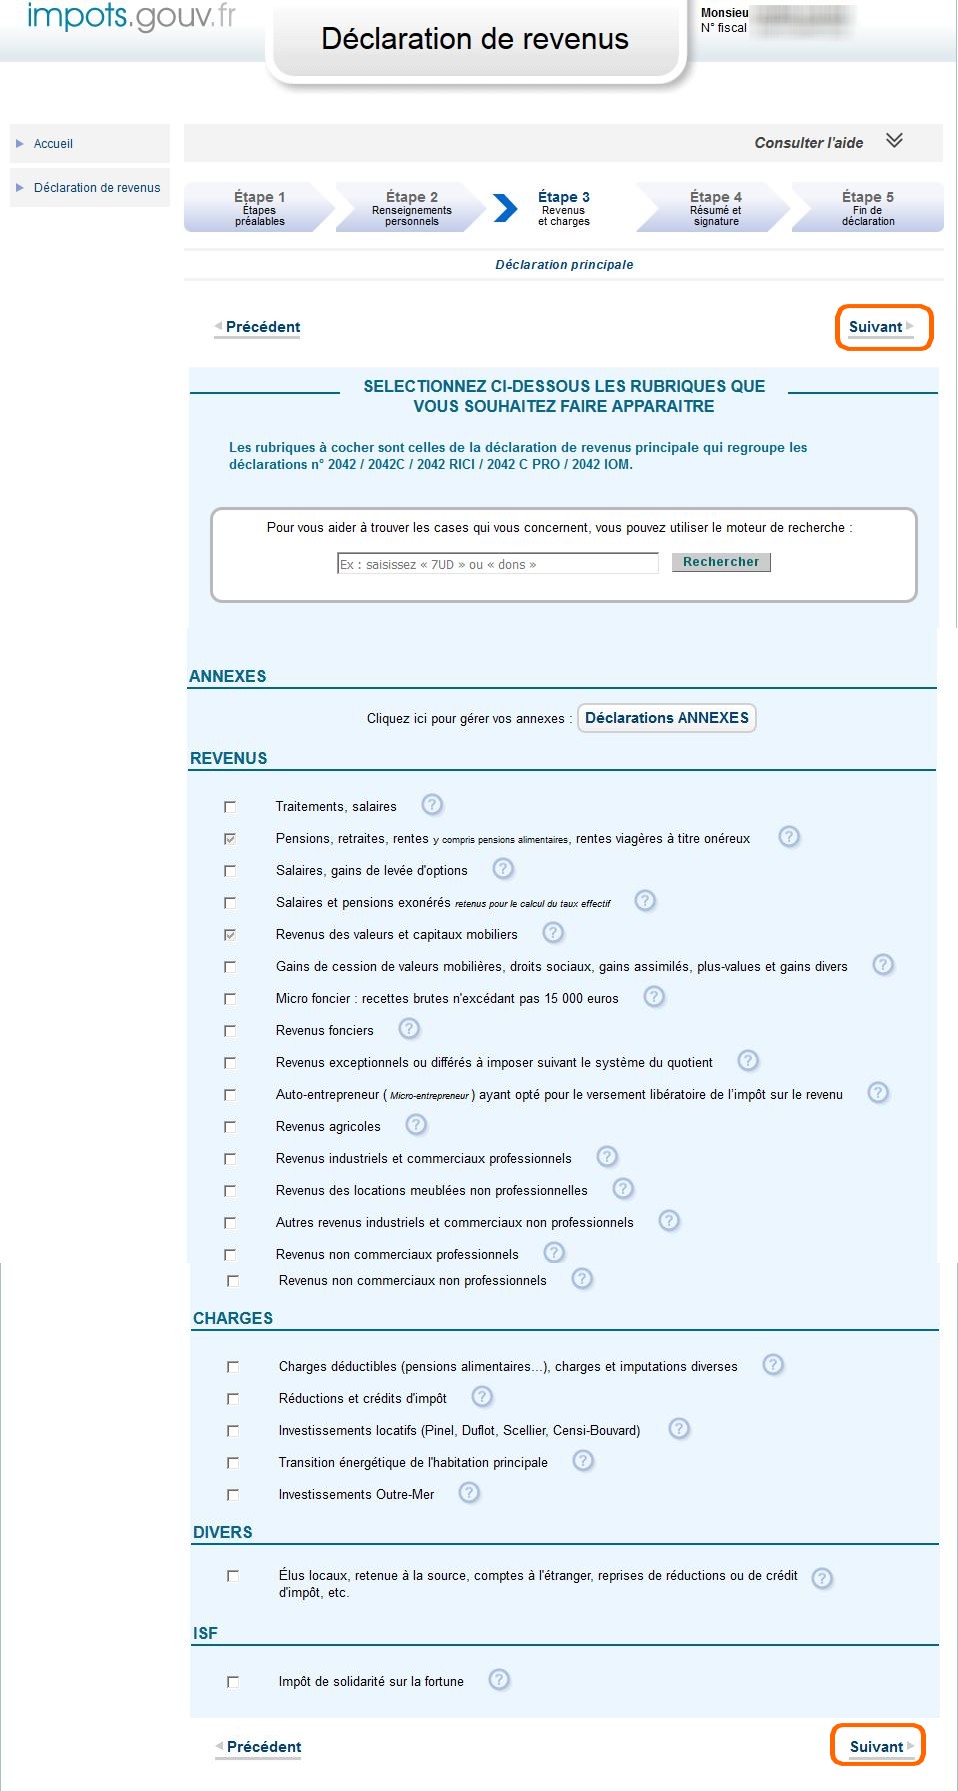 impots.gouv.fr
Déclaration de revenus
Monsieu
N° fiscal
Accueil
Déclaration de revenus
Consulter l'aide
Étape 1
Étapes
préalables
Étape 2
Renseignements
personnels
Étape 3
Revenus
et charges
Étape 4
Résumé et
signature
Étape 5
Fin de
déclaration
Déclaration principale
Précédent
Suivant
SELECTIONNEZ CI-DESSOUS LES RUBRIQUES QUE
VOUS SOUHAITEZ FAIRE APPARAITRE
Les rubriques à cocher sont celles de la déclaration de revenus principale qui regroupe les
déclarations n° 2042 / 2042C / 2042 RICI / 2042 C PRO / 2042 IOM.
Pour vous aider à trouver les cases qui vous concernent, vous pouvez utiliser le moteur de recherche :
Ex : saisissez « 7UD » ou « dons »
Rechercher
ANNEXES
Cliquez ici pour gérer vos annexes : Déclarations ANNEXES
REVENUS
Traitements, salaires ?
Pensions, retraites, rentes y compris pensions alimentaires, rentes viagères à titre onéreux ?
Salaires, gains de levée d'options ?
Salaires et pensions exonérés retenus pour le calcul du taux effectif ?
Revenus des valeurs et capitaux mobiliers ?
Gains de cession de valeurs mobilières, droits sociaux, gains assimilés, plus-values et gains divers ?
Micro foncier : recettes brutes n'excédant pas 15 000 euros ?
Revenus fonciers ?
Revenus exceptionnels ou différés à imposer suivant le système du quotient ?
Auto-entrepreneur ( Micro-entrepreneur ) ayant opté pour le versement libératoire de l'impôt sur le revenu ?
Revenus agricoles ?
Revenus industriels et commerciaux professionnels ?
Revenus des locations meublées non professionnelles ?
Autres revenus industriels et commerciaux non professionnels ?
Revenus non commerciaux professionnels ?
Revenus non commerciaux non professionnels ?
CHARGES
Charges déductibles (pensions alimentaires...), charges et imputations diverses ?
Réductions et crédits d'impôt ?
Investissements locatifs (Pinel, Duflot, Scellier, Censi-Bouvard) ?
Transition énergétique de l'habitation principale ?
Investissements Outre-Mer ?
DIVERS
Élus locaux, retenue à la source, comptes à l'étranger, reprises de réductions ou de crédit ?
d'impôt, etc.
ISF
Impôt de solidarité sur la fortune ?
Précédent
Suivant